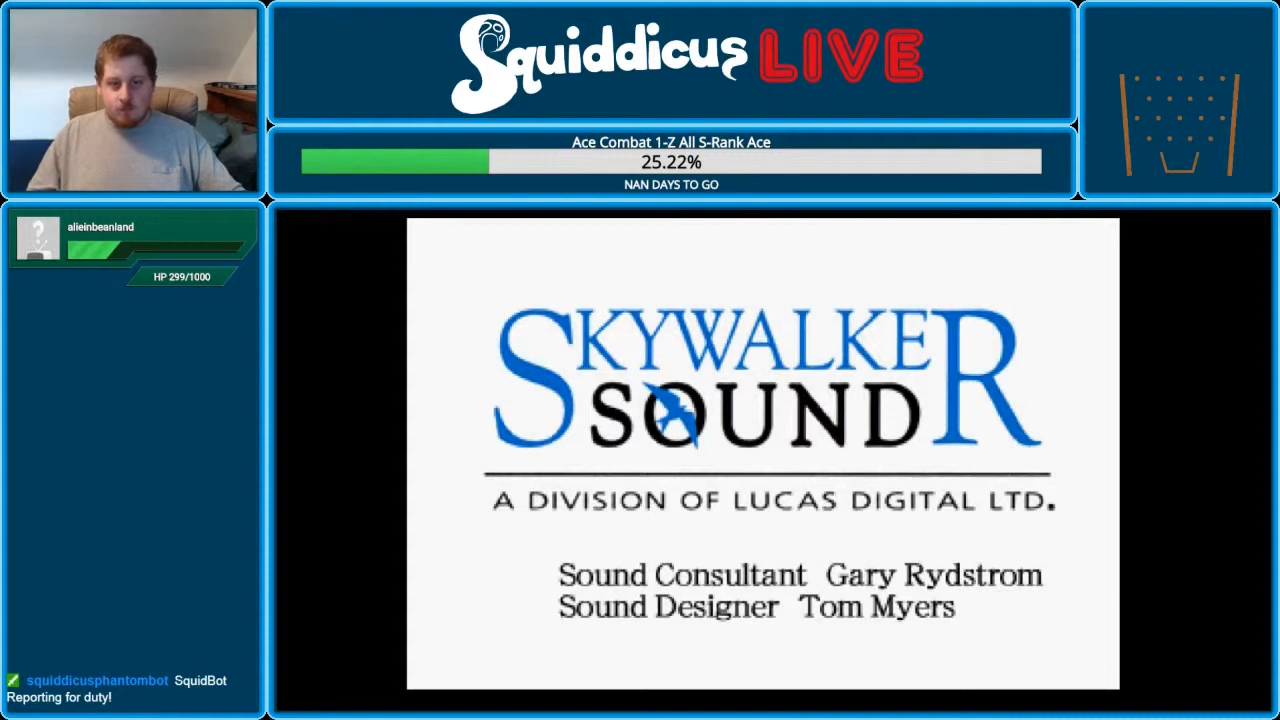 Squiddicus LIVE
Ace Combat 1-Z All S-Rank Ace
25.22%
NAN DAYS TO GO
alieinbeanland
HP 299/1000
SKYWALKER
SOUND
A DIVISION OF LUCAS DIGITAL LTD.
Sound Consultant Gary Rydstrom
Sound Designer Tom Myers
squiddicusphantombot SquidBot
Reporting for duty!